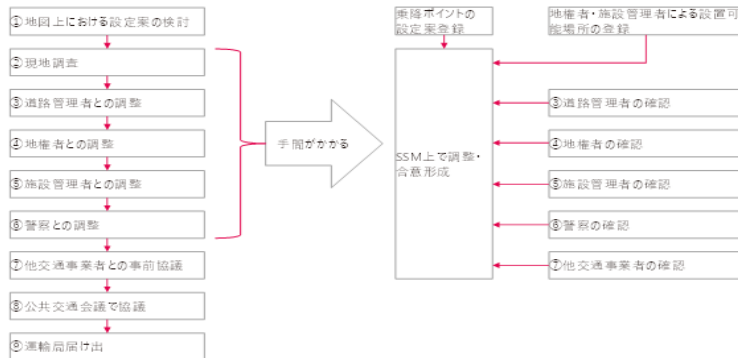 ①地図上における設定案の検討
②現地調査
③道路管理者との調整
④地権者との調整
⑤施設管理者との調整
⑥警察との調整
⑦他交通事業者との事前協議
⑧公共交通会議で協議
⑨運輸局届け出
手間がかかる
乗降ポイントの
設定案登録
SSM上で調整・
合意形成
地権者・施設管理者による設置可
能場所の登録
③道路管理者の確認
④地権者の確認
⑤施設管理者の確認
⑥警察の確認
⑦他交通事業者の確認